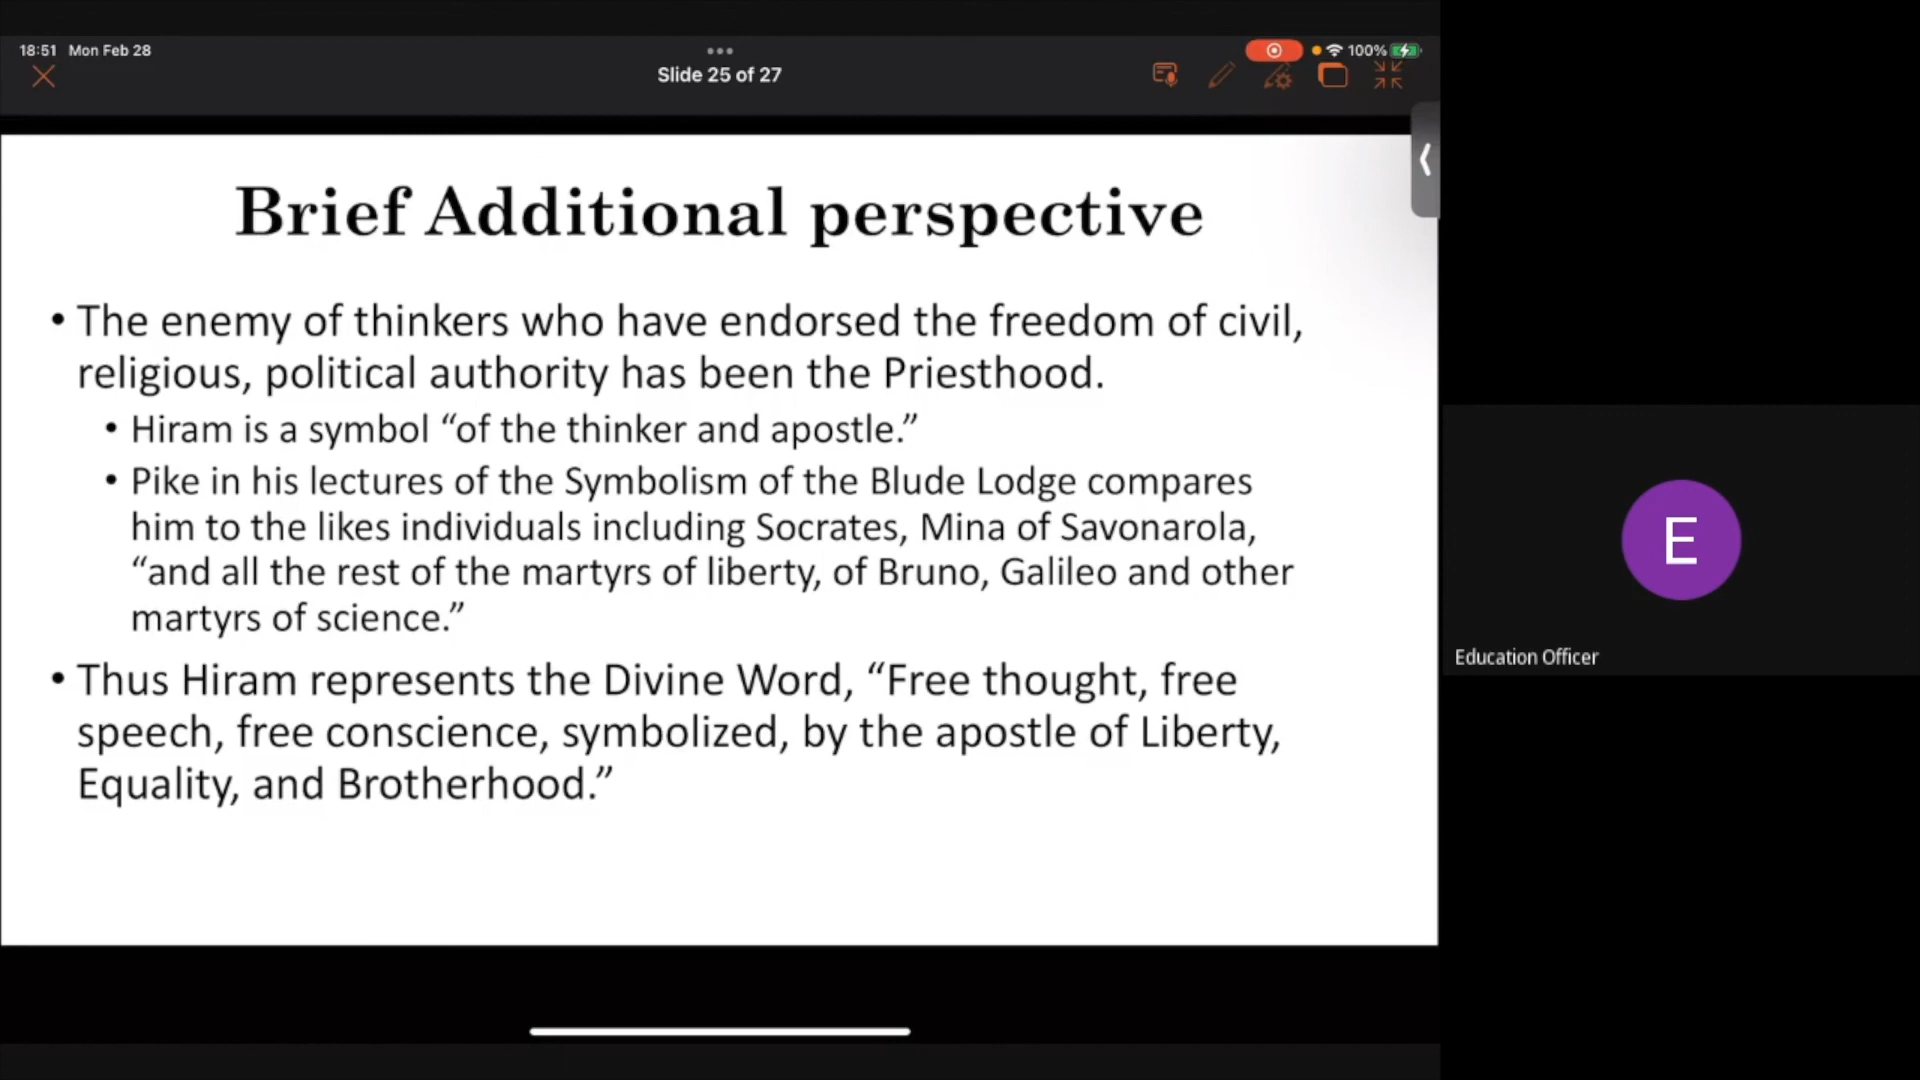 18:51 Mon Feb 28
100%
Slide 25 of 27
Brief Additional perspective
• The enemy of thinkers who have endorsed the freedom of civil,
religious, political authority has been the Priesthood.
• Hiram is a symbol “of the thinker and apostle.”
• Pike in his lectures of the Symbolism of the Blude Lodge compares
him to the likes individuals including Socrates, Mina of Savonarola,
“and all the rest of the martyrs of liberty, of Bruno, Galileo and other
martyrs of science.”
• Thus Hiram represents the Divine Word, “Free thought, free
speech, free conscience, symbolized, by the apostle of Liberty,
Equality, and Brotherhood.”
E
Education Officer